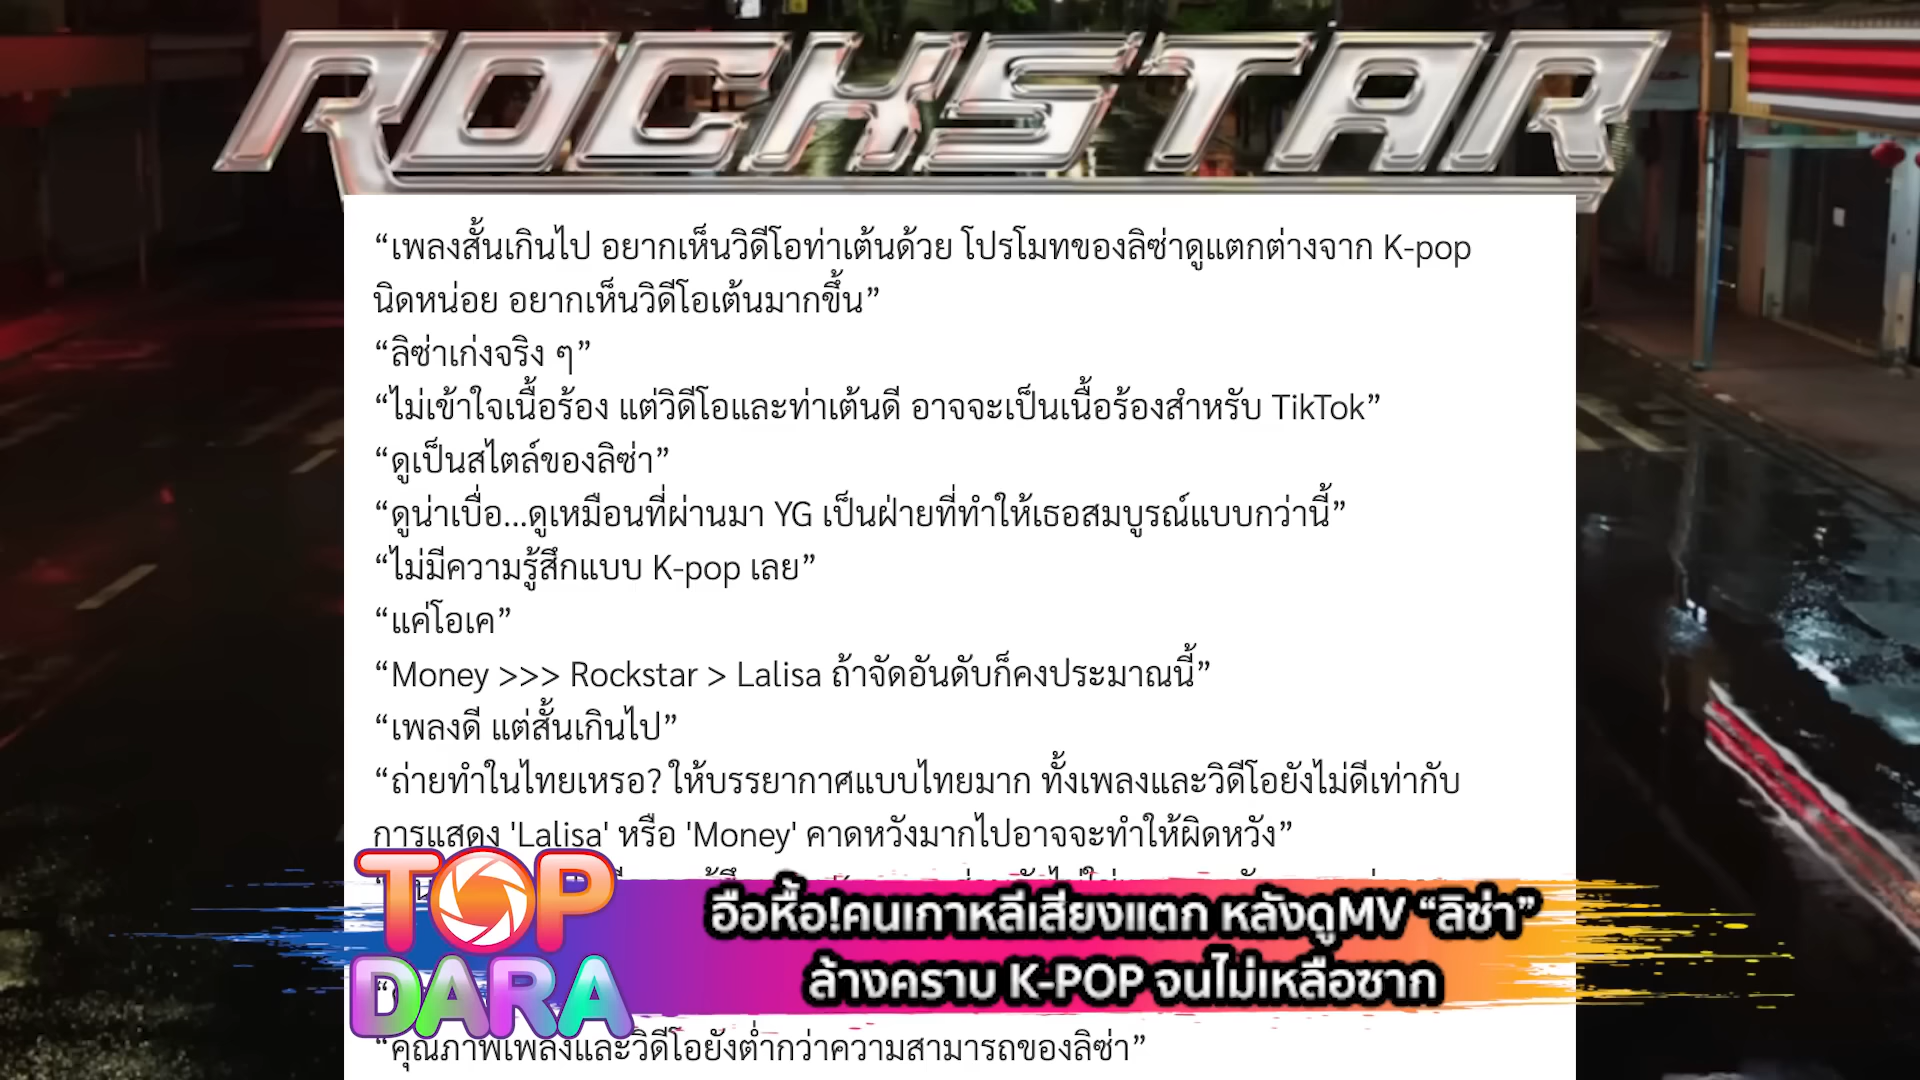 ROCKSTAR
“เพลงสั้นเกินไป อยากเห็นวิดีโอท่าเต้นด้วย โปรโมทของลิซ่าดูแตกต่างจาก K-pop
นิดหน่อย อยากเห็นวิดีโอเต้นมากขึ้น”
“ลิซ่าเก่งจริง ๆ”
“ไม่เข้าใจเนื้อร้อง แต่วิดีโอและท่าเต้นดี อาจจะเป็นเนื้อร้องสำหรับ TikTok”
“ดูเป็นสไตล์ของลิซ่า”
“ดูน่าเบื่อ...ดูเหมือนที่ผ่านมา YG เป็นฝ่ายที่ทำให้เธอสมบูรณ์แบบกว่านี้”
“ไม่มีความรู้สึกแบบ K-pop เลย”
“แค่โอเค”
“Money >>> Rockstar > Lalisa ถ้าจัดอันดับก็คงประมาณนี้”
“เพลงดี แต่สั้นเกินไป”
“ถ่ายทำในไทยเหรอ? ให้บรรยากาศแบบไทยมาก ทั้งเพลงและวิดีโอยังไม่ดีเท่ากับ
การแสดง 'Lalisa' หรือ 'Money' คาดหวังมากไปอาจจะทำให้ผิดหวัง”
TOP
DARA
อือหื้อ!คนเกาหลีเสียงแตก หลังดูMV “ลิซ่า”
ล้างคราบ K-POP จนไม่เหลือซาก
“คุณภาพเพลงและวิดีโอยังต่ำกว่าความสามารถของลิซ่า”